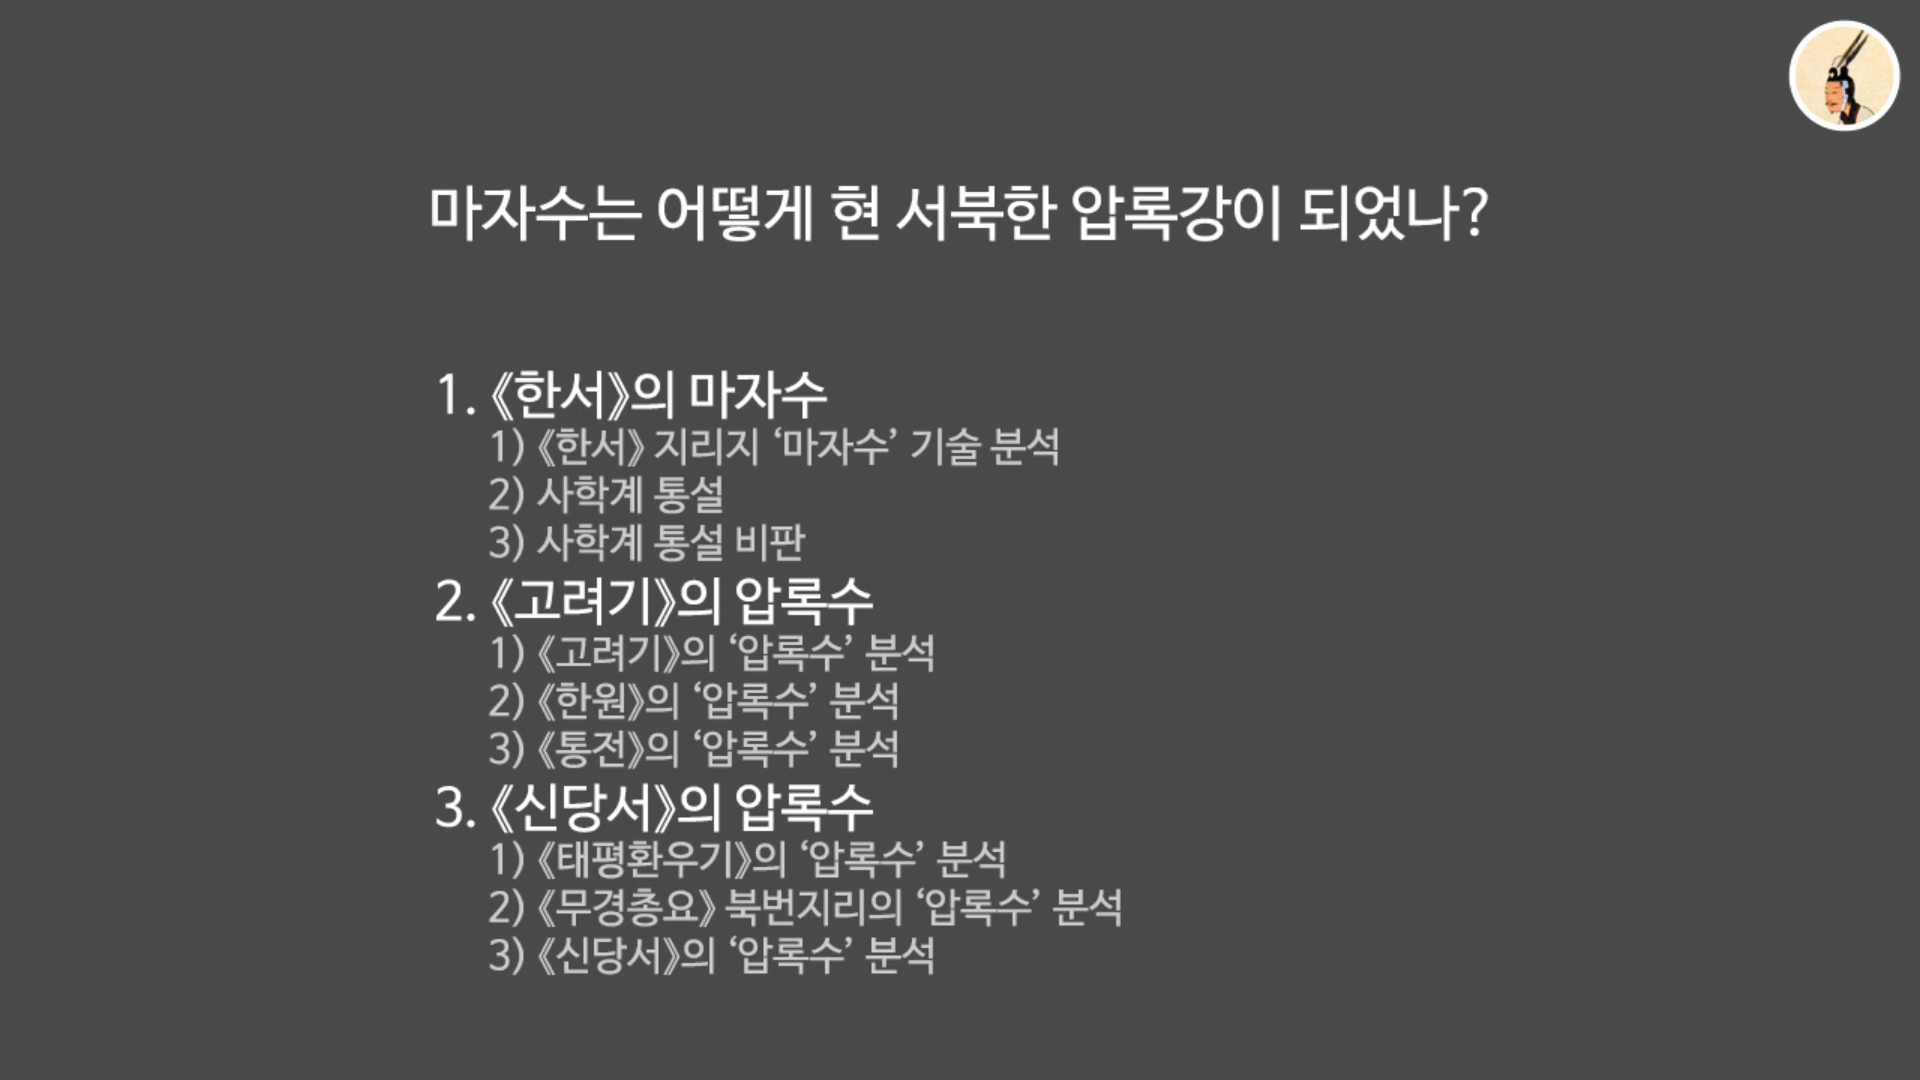 마자수는 어떻게 현 서북한 압록강이 되었나?
1. 《한서》의 마자수
1) 《한서》 지리지 ‘마자수’ 기술 분석
2) 사학계 통설
3) 사학계 통설 비판
2. 《고려기》의 압록수
1) 《고려기》의 ‘압록수’ 분석
2) 《한원》의 ‘압록수’ 분석
3) 《통전》의 ‘압록수’ 분석
3. 《신당서》의 압록수
1) 《태평환우기》의 ‘압록수’ 분석
2) 《무경총요》 북번지리의 ‘압록수’ 분석
3) 《신당서》의 ‘압록수’ 분석